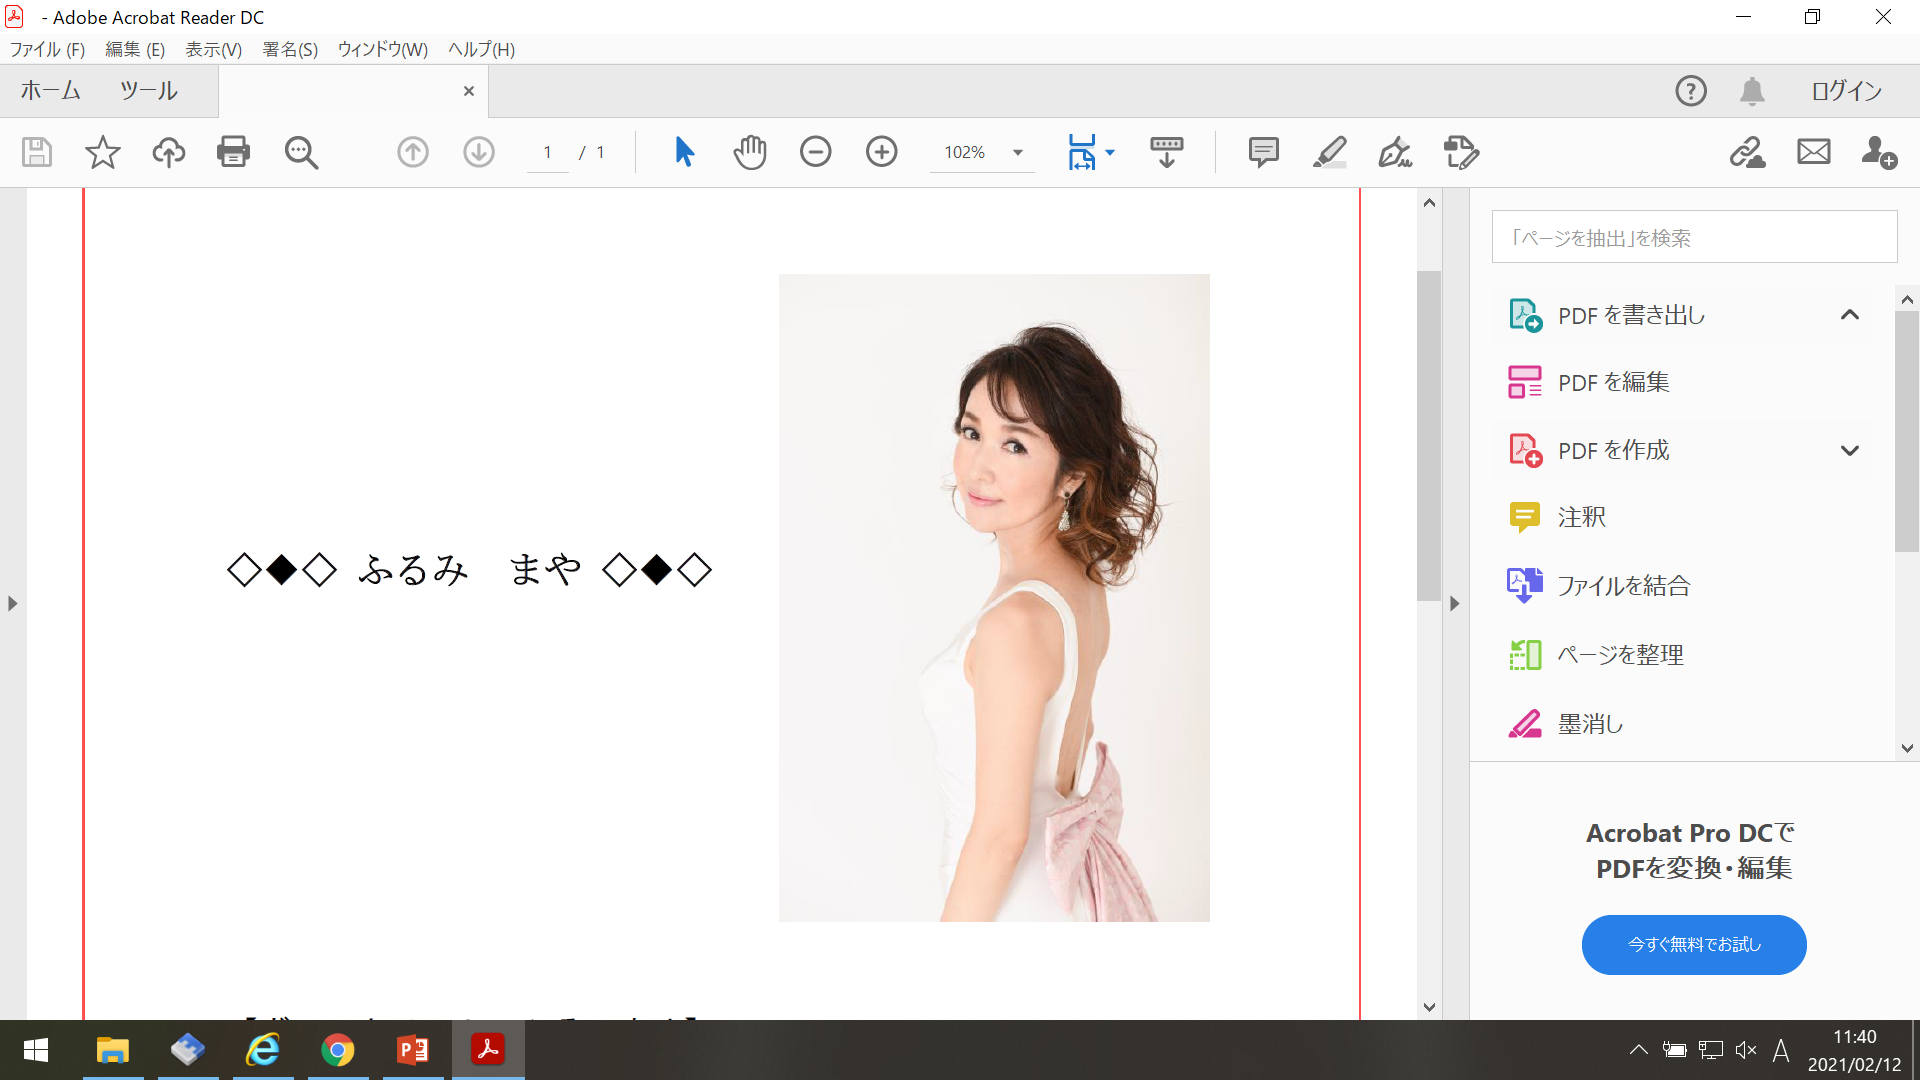 - Adobe Acrobat Reader DC
ファイル (F) 編集 (E) 表示(V) 署名(S) ウィンドウ(W) ヘルプ(H)
ホーム ツール × ログイン
1 / 1 102%
「ページを抽出」を検索
PDF を書き出し
PDF を編集
PDF を作成
注釈
ファイルを結合
ページを整理
墨消し
◇◆◇ ふるみ　まや ◇◆◇
Acrobat Pro DCで
PDFを変換・編集
今すぐ無料でお試し
A
11:40
2021/02/12